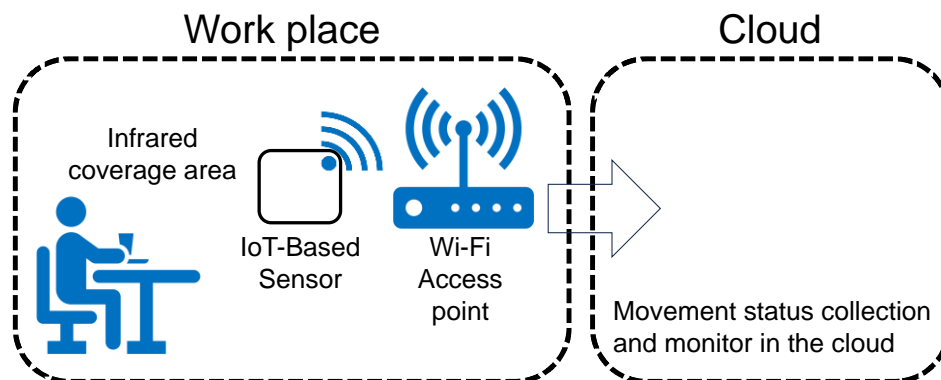 Work place
Cloud
Infrared
coverage area
IoT-Based
Sensor
Wi-Fi
Access
point
Movement status collection
and monitor in the cloud